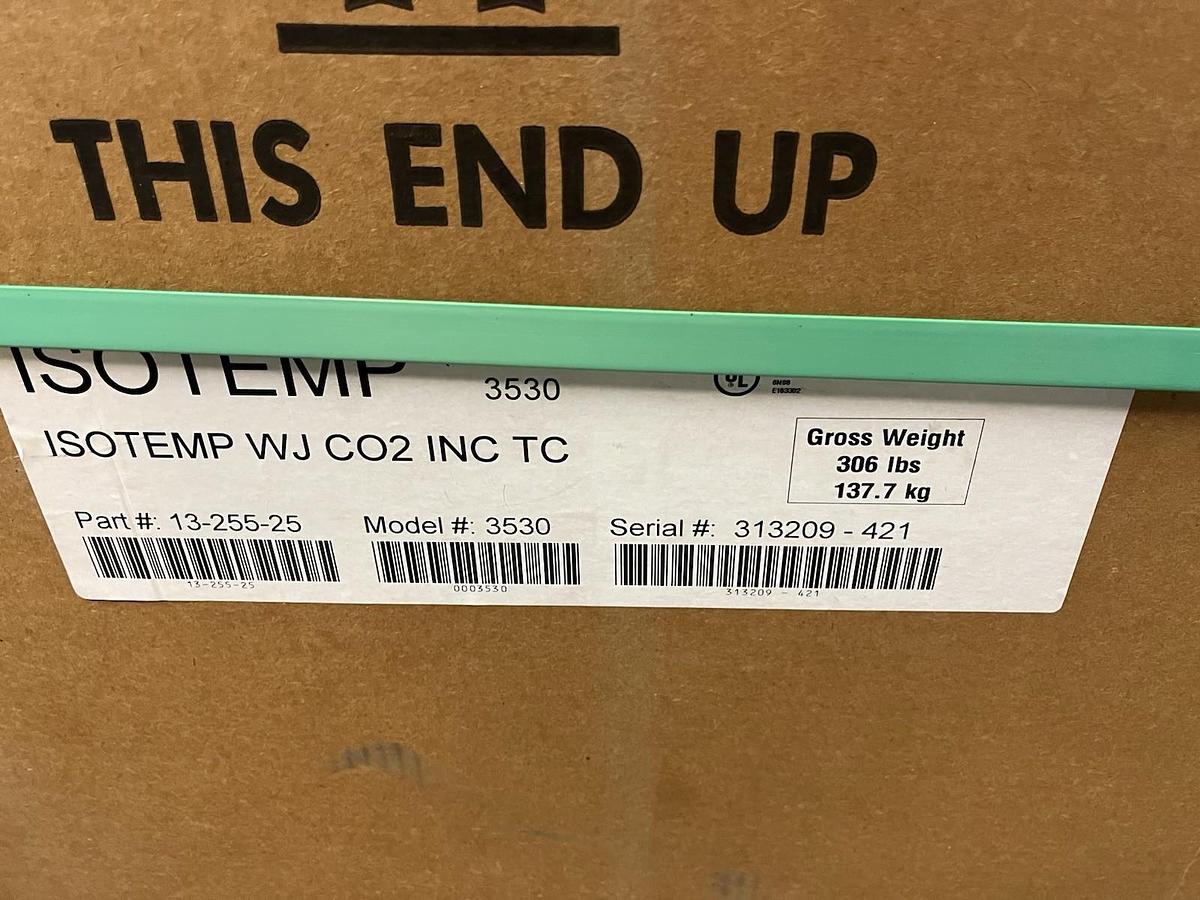 THIS END UP
ISOTEMP
3530
UL
ISOTEMP WJ CO2 INC TC
Gross Weight
306 lbs
137.7 kg
Part #: 13-255-25
Model #: 3530
Serial #: 313209 - 421
13-255-25
0003530
313209 - 421